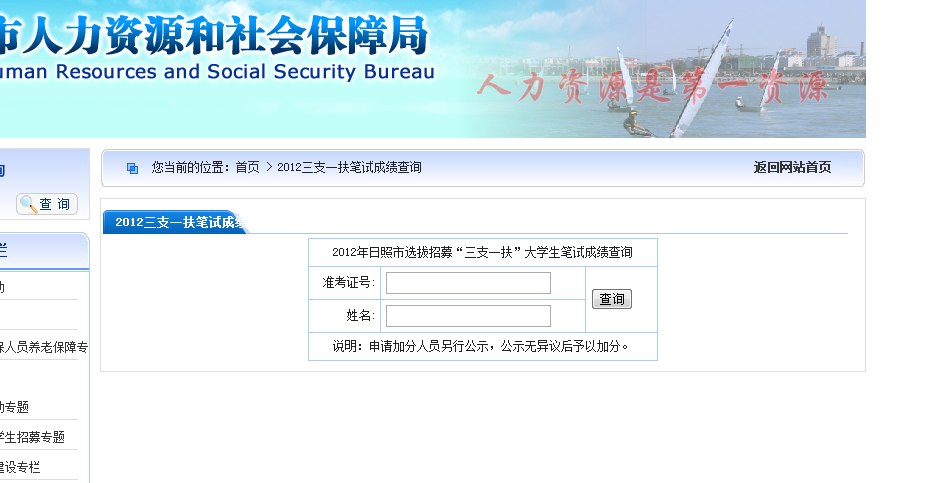 市人力资源和社会保障局
uman Resources and Social Security Bureau
人力资源是第一资源
询
查 询
您当前的位置：首页 > 2012三支一扶笔试成绩查询
返回网站首页
2012三支一扶笔试成绩
栏
2012年日照市选拔招募“三支一扶”大学生笔试成绩查询
准考证号:
查询
姓名:
说明：申请加分人员另行公示，公示无异议后予以加分。
动
保人员养老保障专
动专题
学生招募专题
建设专栏